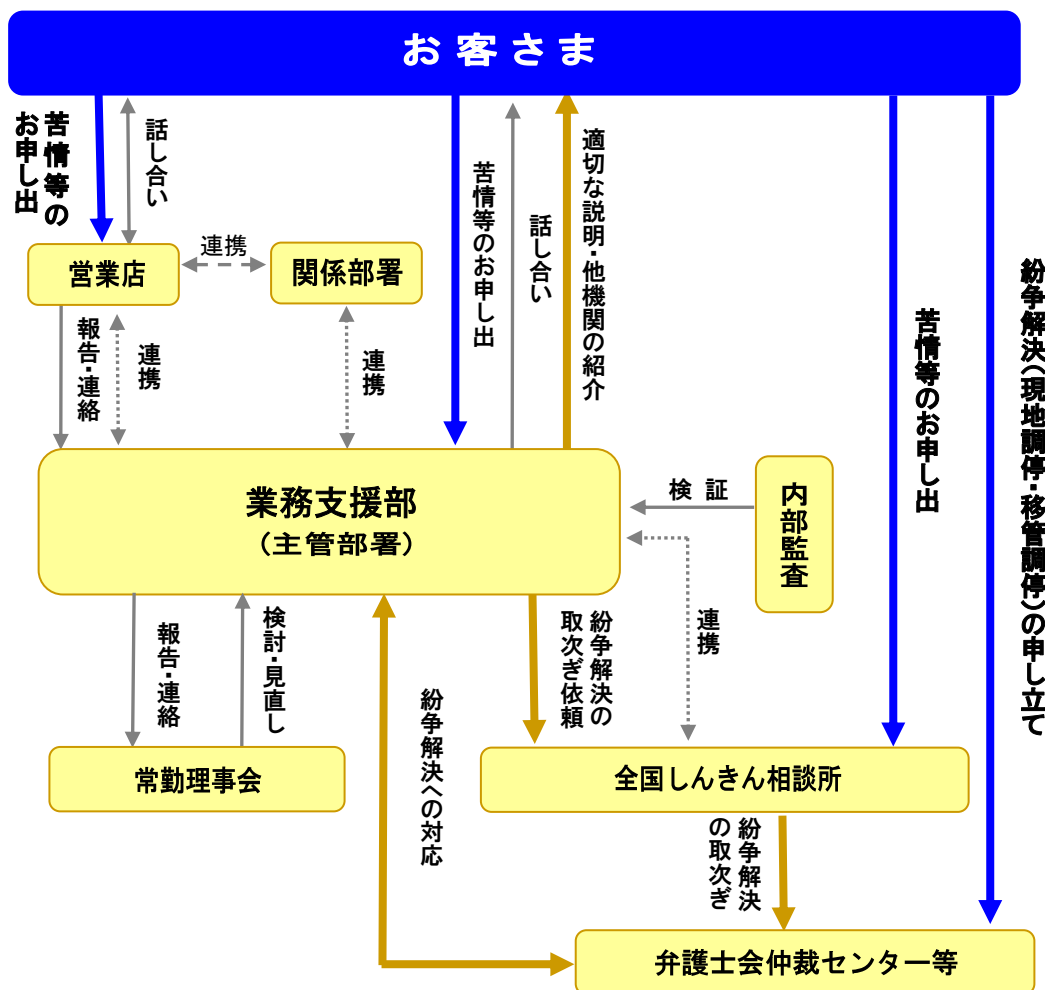 お客さま
苦情等の
お申し出
話し合い
苦情等のお申し出
話し合い
適切な説明・他機関の紹介
苦情等のお申し出
紛争解決(現地調停・移管調停)の申し立て
営業店
連携
関係部署
報告・連絡
連携
連携
業務支援部
(主管部署)
検 証
内部監査
連携
報告・連絡
検討・見直し
紛争解決への対応
紛争解決の
取次ぎ依頼
常勤理事会
全国しんきん相談所
紛争解決
の取次ぎ
弁護士会仲裁センター等